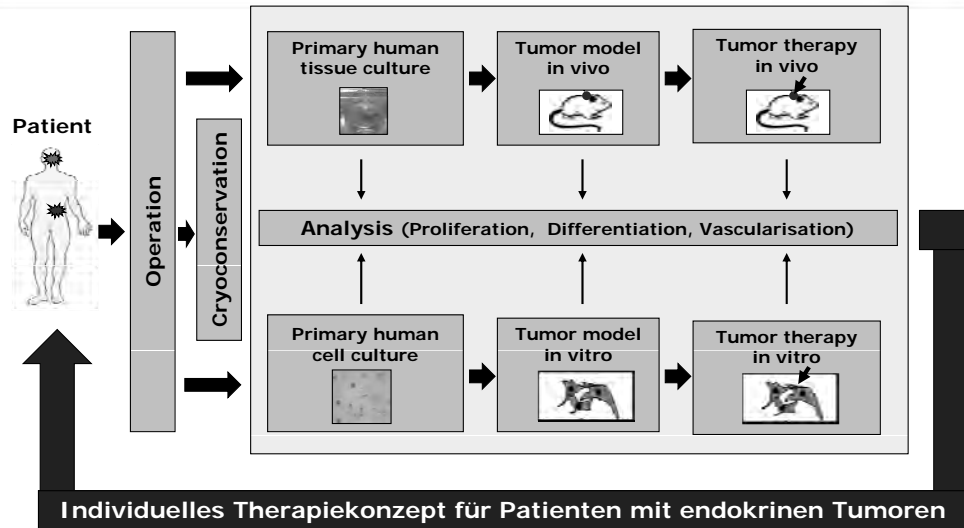 Patient
Operation
Cryoconservation
Primary human
tissue culture
Tumor model
in vivo
Tumor therapy
in vivo
Analysis (Proliferation, Differentiation, Vascularisation)
Primary human
cell culture
Tumor model
in vitro
Tumor therapy
in vitro
Individuelles Therapiekonzept für Patienten mit endokrinen Tumoren